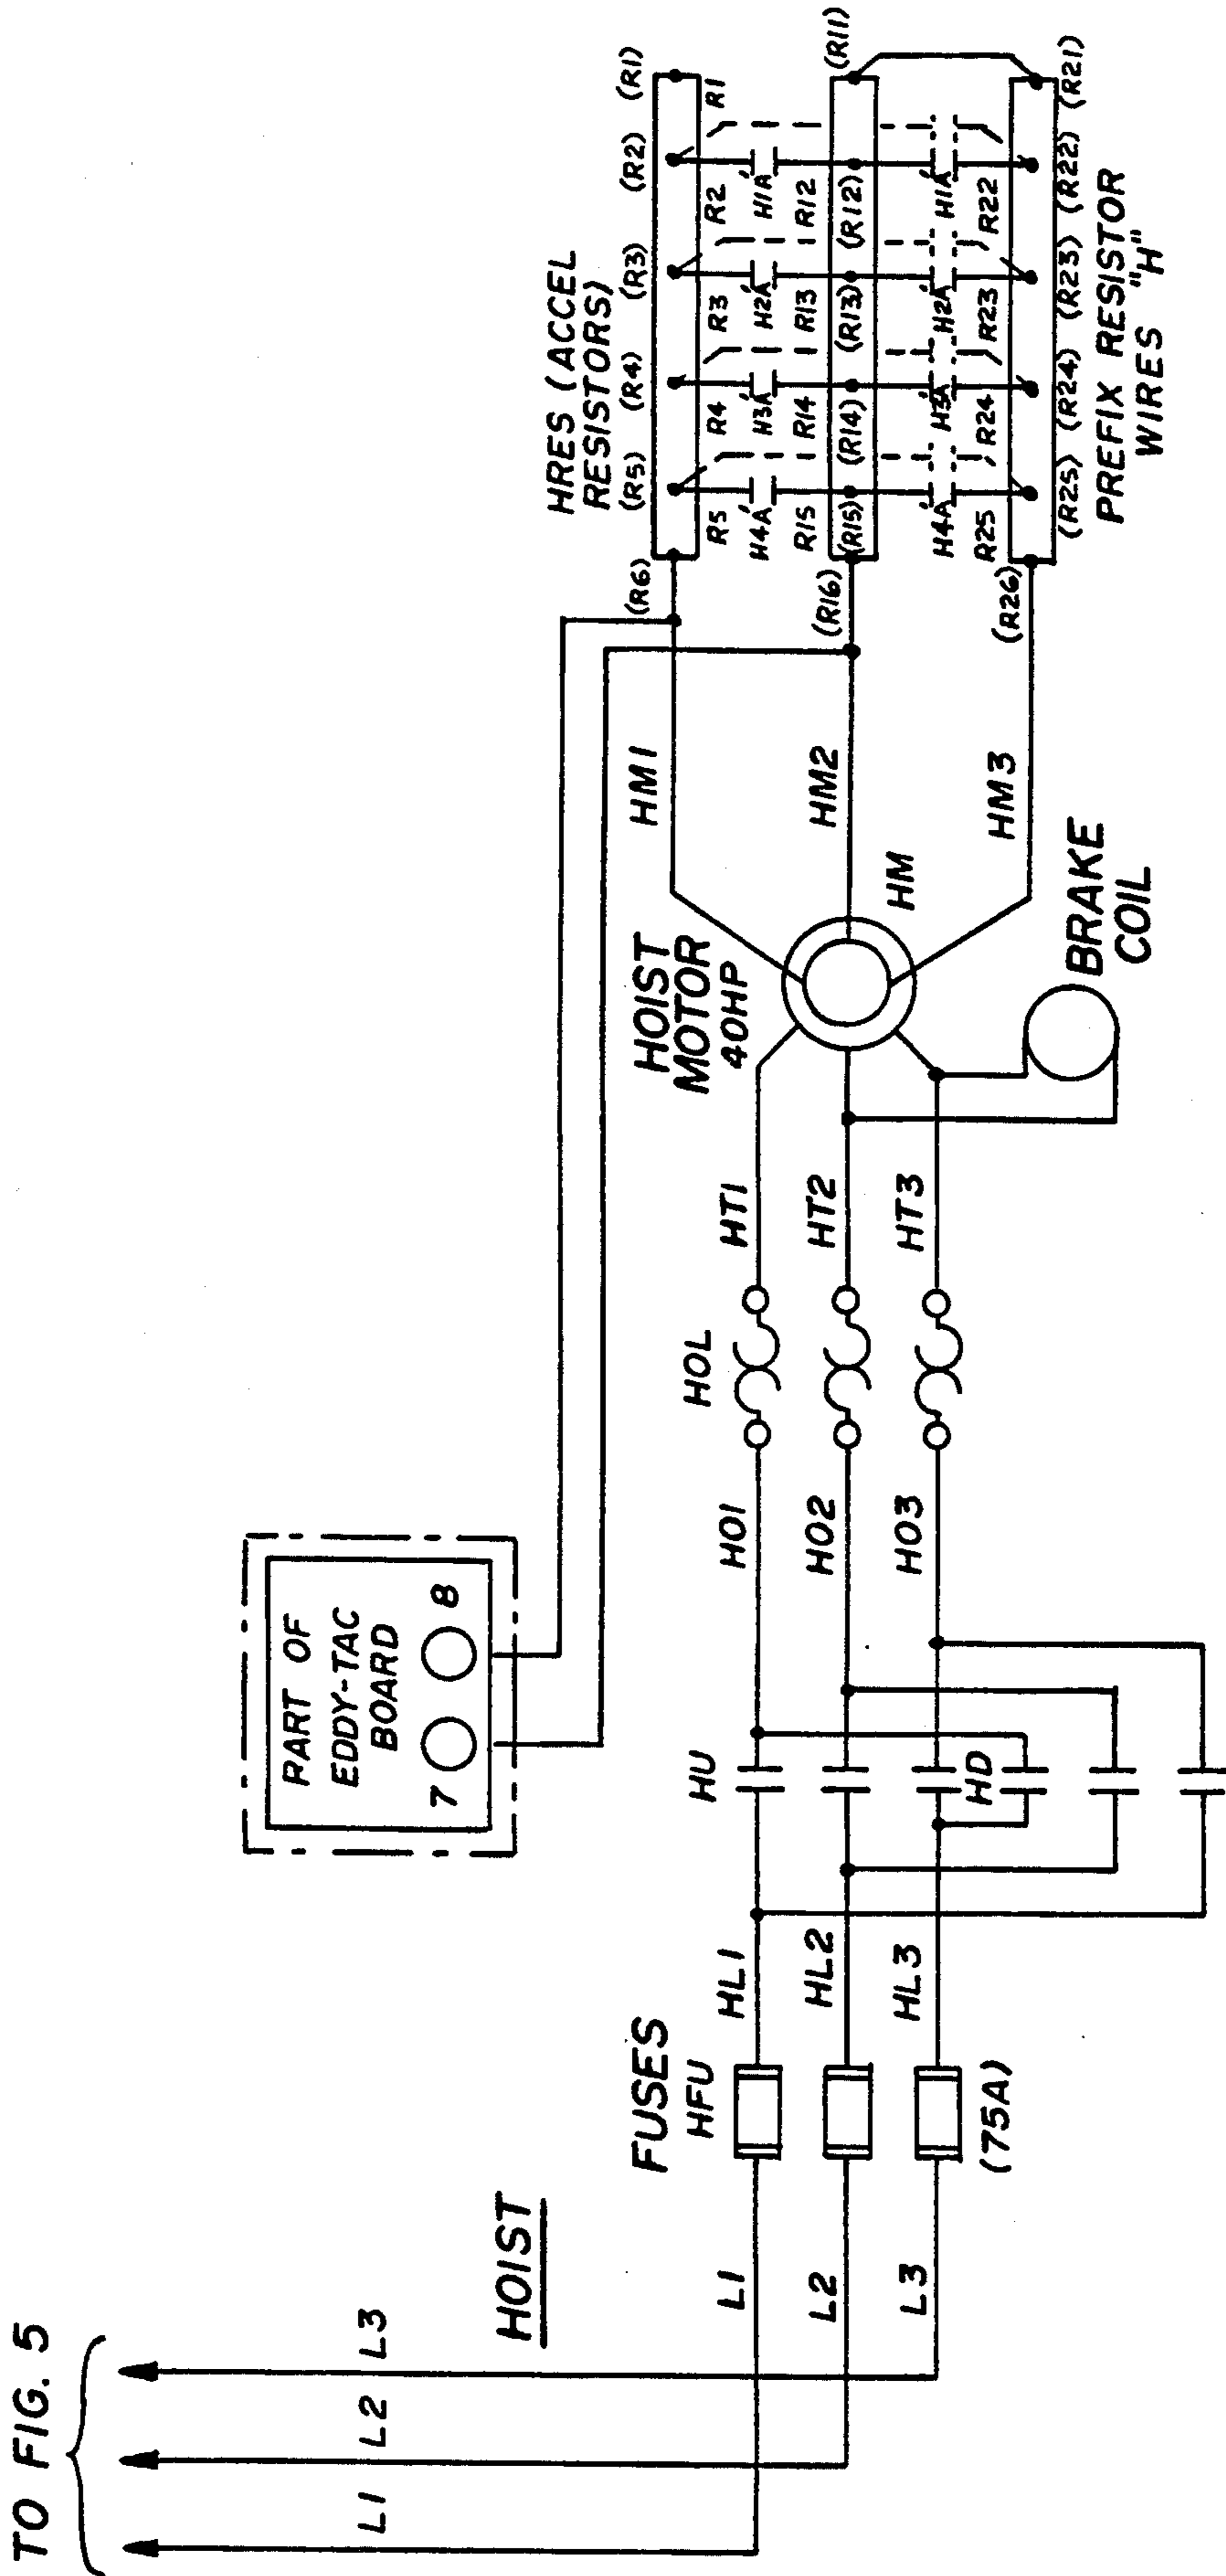 TO FIG. 5
L1
L2
L3
HOIST
L1
L2
L3
FUSES
HFU
(75A)
HL1
HL2
HL3
HU
HD
PART OF
EDDY-TAC
BOARD
7
8
HO1
HO2
HO3
HOL
HT1
HT2
HT3
HOIST
MOTOR
40HP
HM
BRAKE
COIL
HM1
HM2
HM3
HRES (ACCEL
RESISTORS)
(R6)
(R5)
(R4)
(R3)
(R2)
(R1)
R5
R4
R3
R2
R1
H4A
H3A
H2A
H1A
R15
R14
R13
R12
(R16)
(R15)
(R14)
(R13)
(R12)
(R11)
H4A
H3A
H2A
H1A
R25
R24
R23
R22
(R26)
(R25)
(R24)
(R23)
(R22)
(R21)
PREFIX RESISTOR
WIRES "H"